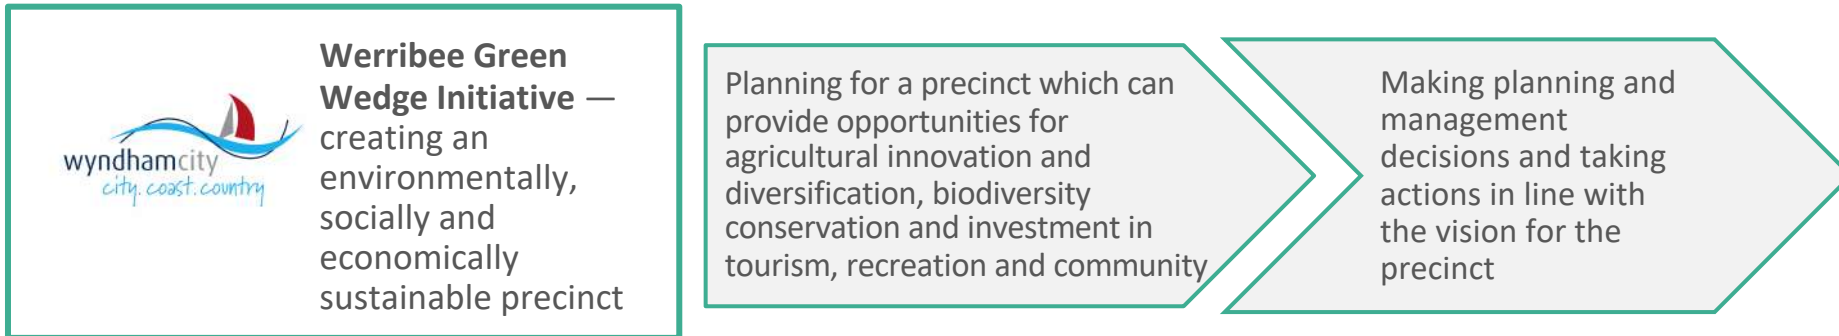 wyndhamcity
city. coast. country
Werribee Green
Wedge Initiative —
creating an
environmentally,
socially and
economically
sustainable precinct
Planning for a precinct which can
provide opportunities for
agricultural innovation and
diversification, biodiversity
conservation and investment in
tourism, recreation and community
Making planning and
management
decisions and taking
actions in line with
the vision for the
precinct